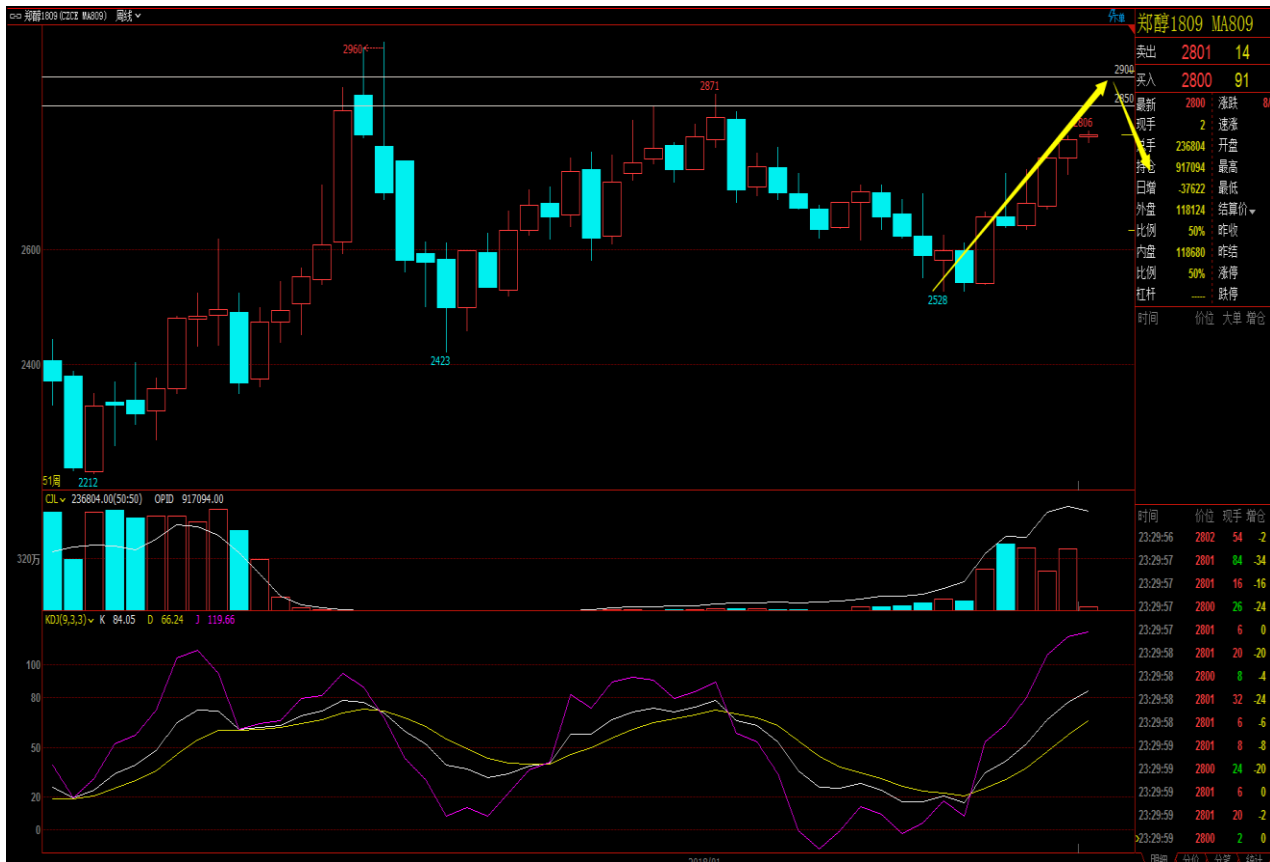 郑醇1809 (CZCE MA809) 周线
郑醇1809 MA809
卖出 2801 14
买入 2800 91
最新 2800 涨跌
现手 2 速涨
236804 开盘
持仓 917094 最高
日增 -37622 最低
外盘 118124 结算价
比例 50% 昨收
内盘 118680 昨结
比例 50% 涨停
杠杆 ---- 跌停
时间 价位 大单 增仓
2960
2900
2871
2850
2806
2600
2528
2423
2400
51周 2212
CJL 236804.00(50:50) OPID 917094.00
320万
KDJ(9,3,3) K 84.05 D 66.24 J 119.66
100
80
50
20
0
时间 价位 现手 增仓
23:29:56 2802 54 -2
23:29:57 2801 84 -34
23:29:57 2801 16 -16
23:29:57 2800 26 -24
23:29:57 2801 6 0
23:29:58 2801 20 -20
23:29:58 2800 8 -4
23:29:58 2801 32 -24
23:29:58 2801 6 -6
23:29:59 2801 8 -8
23:29:59 2800 24 -20
23:29:59 2801 6 0
23:29:59 2801 20 -2
23:29:59 2800 2 0